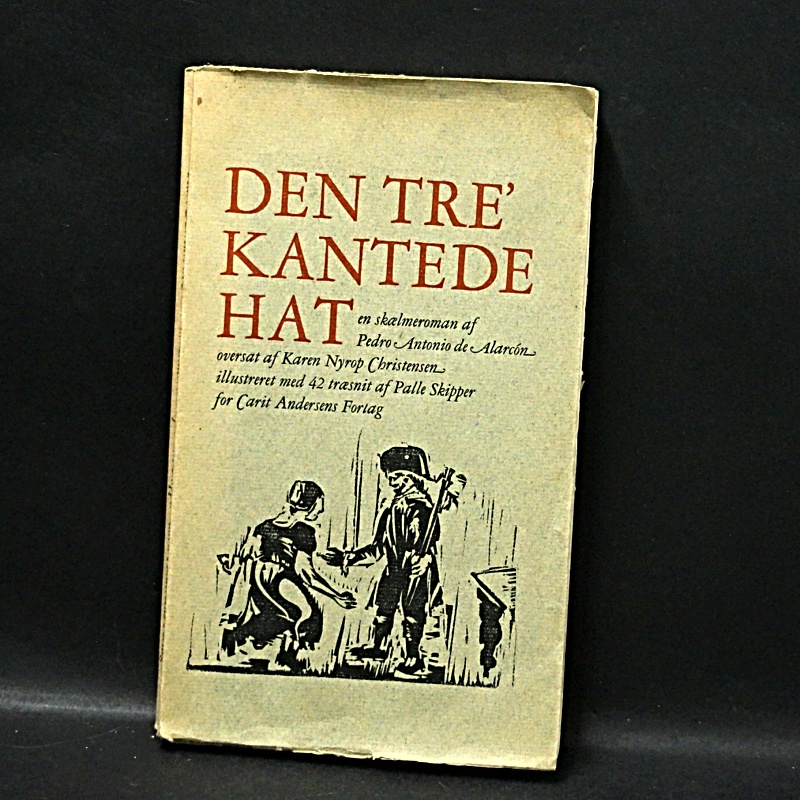 DEN TRE'
KANTEDE
HAT
en skælmeroman af
Pedro Antonio de Alarcón
oversat af Karen Nyrop Christensen
illustreret med 42 træsnit af Palle Skipper
for Carit Andersens Forlag